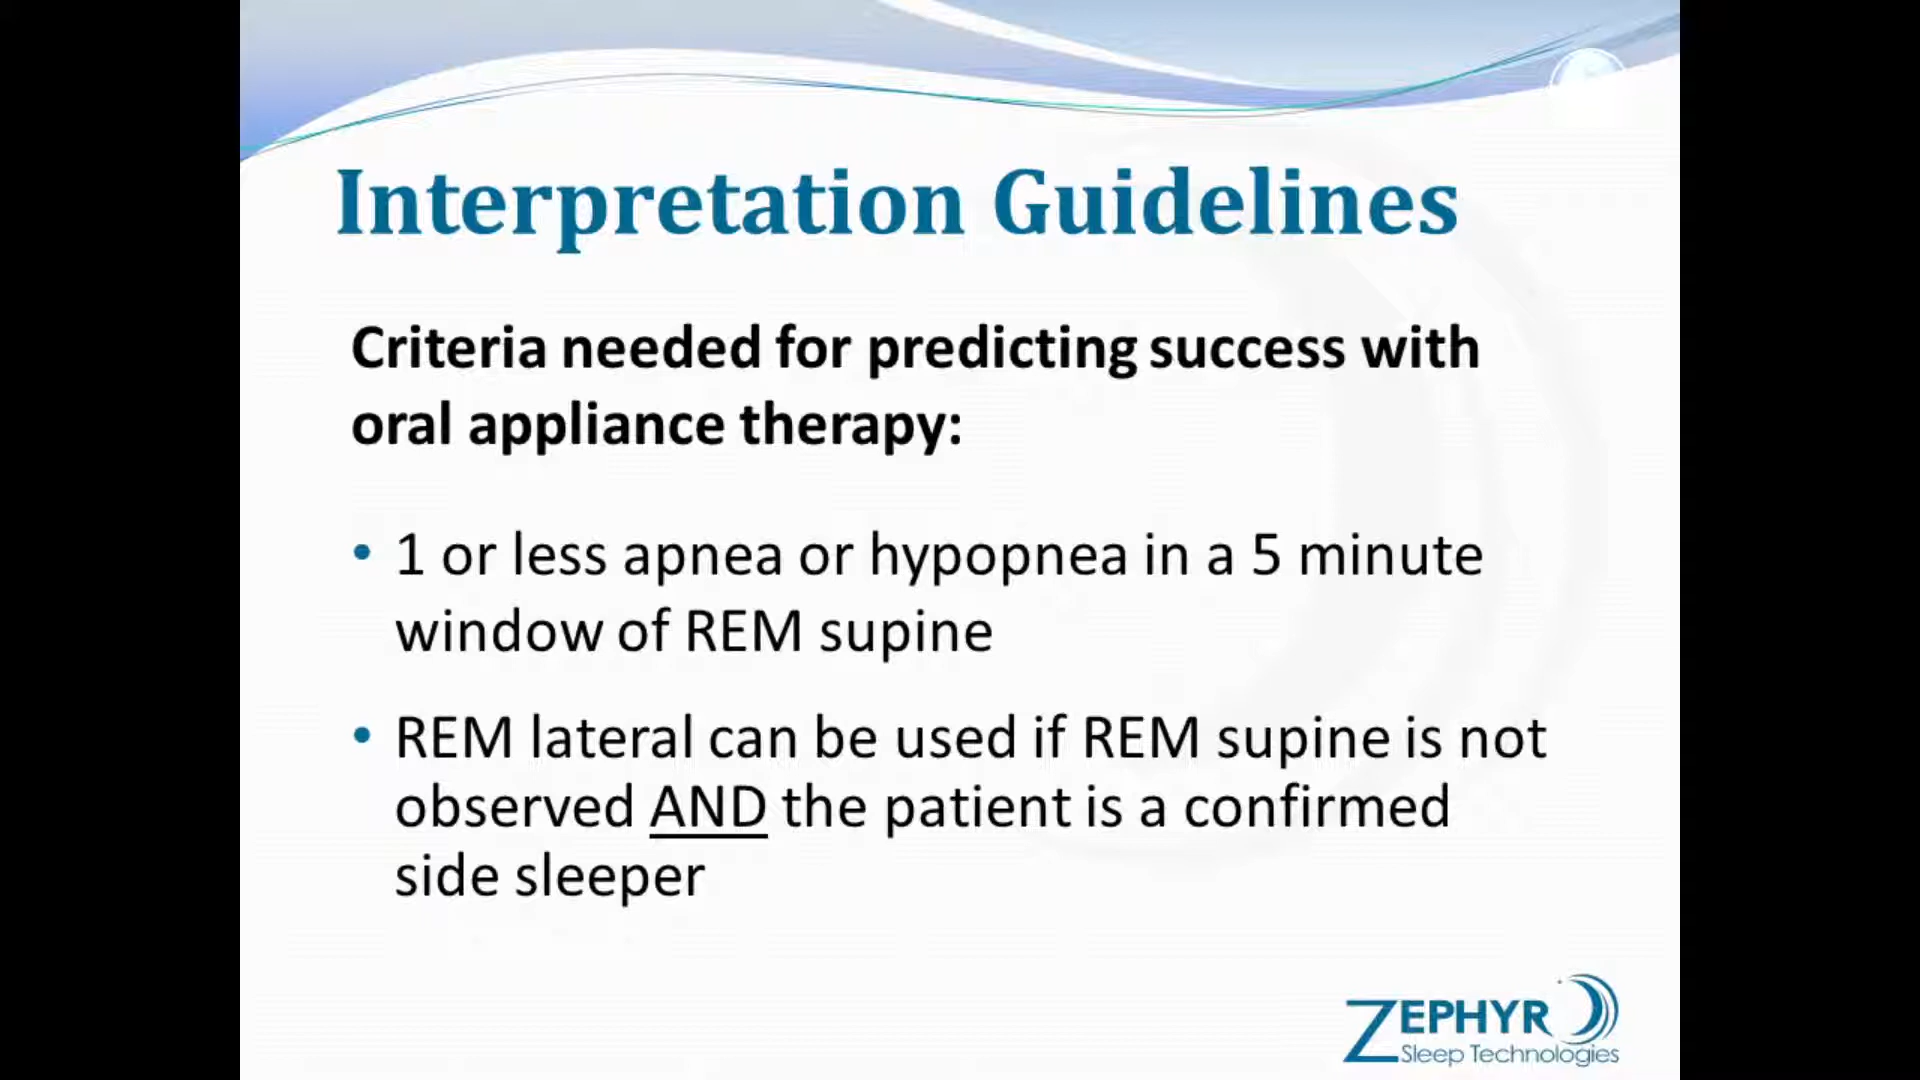 Interpretation Guidelines
Criteria needed for predicting success with
oral appliance therapy:
• 1 or less apnea or hypopnea in a 5 minute
window of REM supine
• REM lateral can be used if REM supine is not
observed AND the patient is a confirmed
side sleeper
ZEPHYR
Sleep Technologies